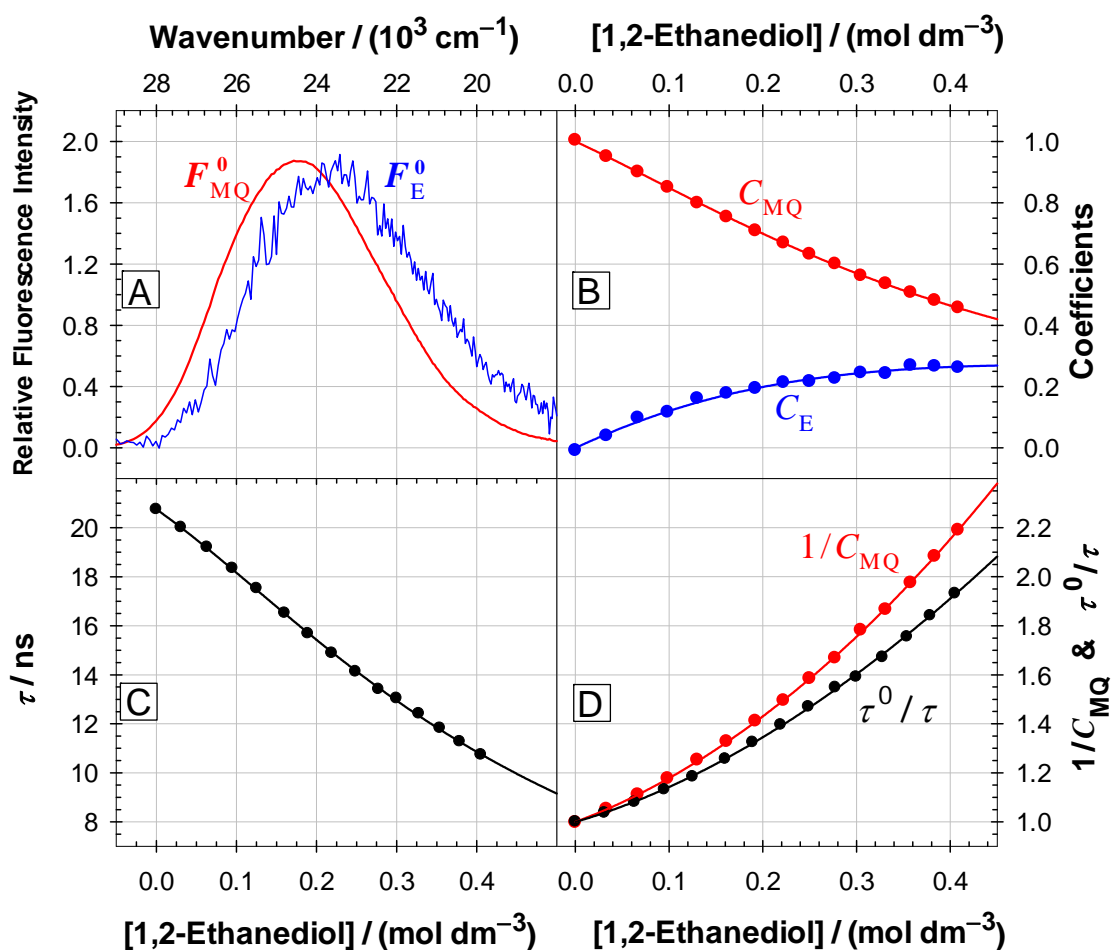 Wavenumber / (10³ cm⁻¹)
[1,2-Ethanediol] / (mol dm⁻³)
28 26 24 22 20
0.0 0.1 0.2 0.3 0.4
Relative Fluorescence Intensity
2.0
1.6
1.2
0.8
0.4
0.0
F⁰MQ
F⁰E
A
B
CMQ
CE
1.0
0.8
0.6
0.4
0.2
0.0
Coefficients
τ / ns
20
18
16
14
12
10
8
C
D
1/CMQ
τ⁰/τ
2.2
2.0
1.8
1.6
1.4
1.2
1.0
1/CMQ & τ⁰/τ
0.0 0.1 0.2 0.3 0.4
0.0 0.1 0.2 0.3 0.4
[1,2-Ethanediol] / (mol dm⁻³)
[1,2-Ethanediol] / (mol dm⁻³)